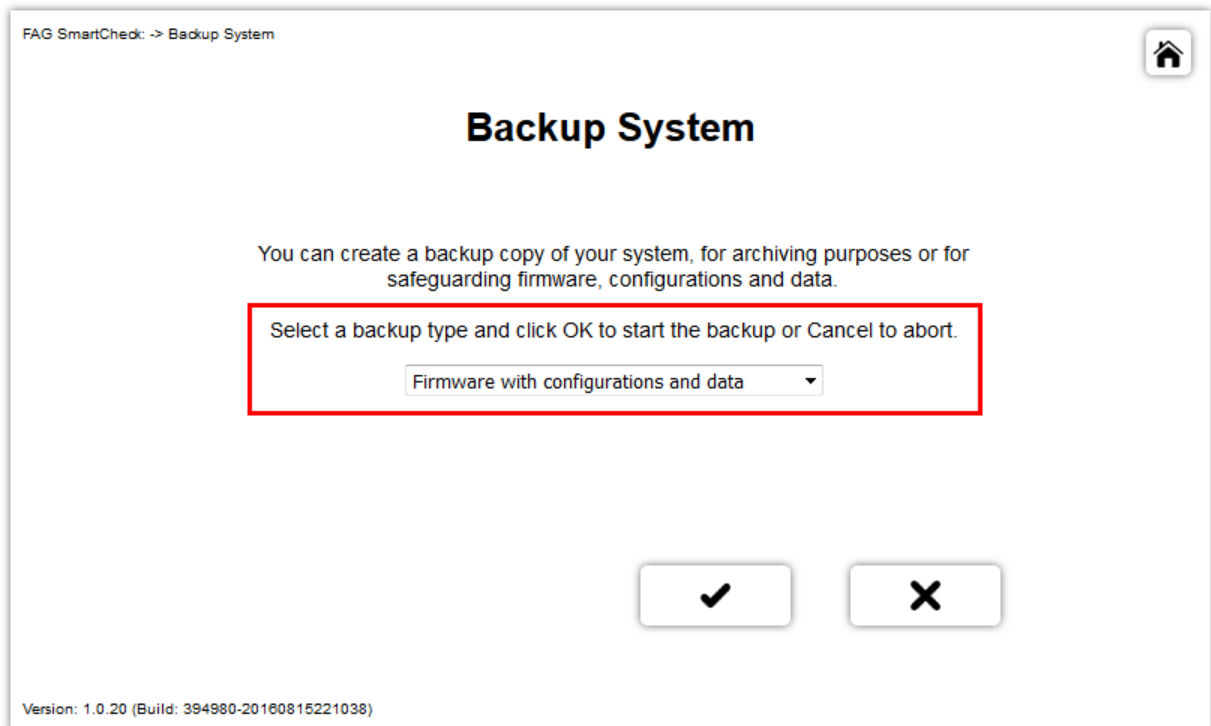 FAG SmartCheck: -> Backup System
Backup System
You can create a backup copy of your system, for archiving purposes or for
safeguarding firmware, configurations and data.
Select a backup type and click OK to start the backup or Cancel to abort.
Firmware with configurations and data
Version: 1.0.20 (Build: 394980-20160815221038)